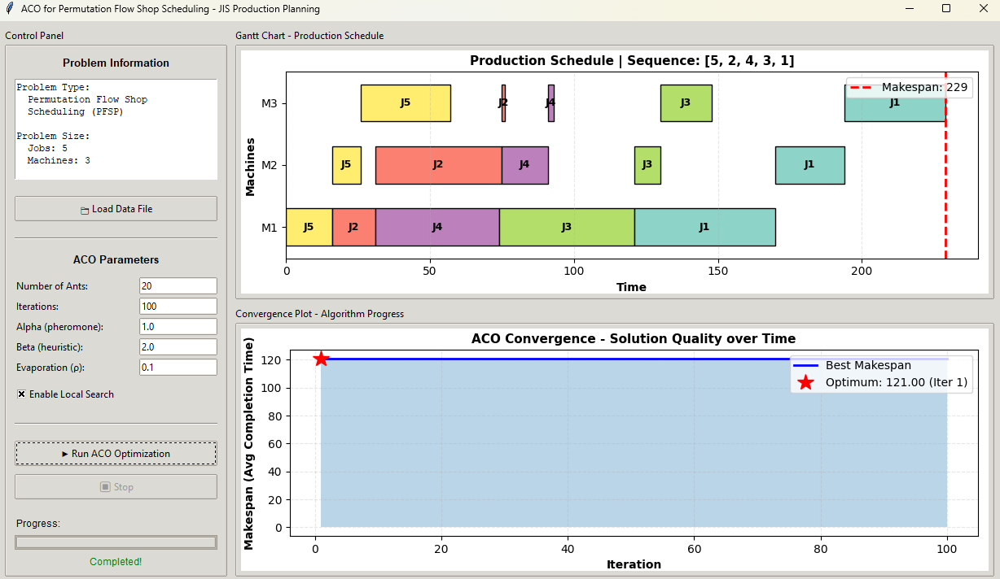 ACO for Permutation Flow Shop Scheduling - JIS Production Planning
Control Panel
Problem Information
Problem Type:
Permutation Flow Shop
Scheduling (PFSP)
Problem Size:
Jobs: 5
Machines: 3
Load Data File
ACO Parameters
Number of Ants: 20
Iterations: 100
Alpha (pheromone): 1.0
Beta (heuristic): 2.0
Evaporation (ρ): 0.1
Enable Local Search
Run ACO Optimization
Stop
Progress:
Completed!
Gantt Chart - Production Schedule
Production Schedule | Sequence: [5, 2, 4, 3, 1]
Makespan: 229
Machines
M3 J5 J2 J4 J3 J1
M2 J5 J2 J4 J3 J1
M1 J5 J2 J4 J3 J1
0 50 100 150 200
Time
Convergence Plot - Algorithm Progress
ACO Convergence - Solution Quality over Time
Best Makespan
Optimum: 121.00 (Iter 1)
Makespan (Avg Completion Time)
120
100
80
60
40
20
0
0 20 40 60 80 100
Iteration